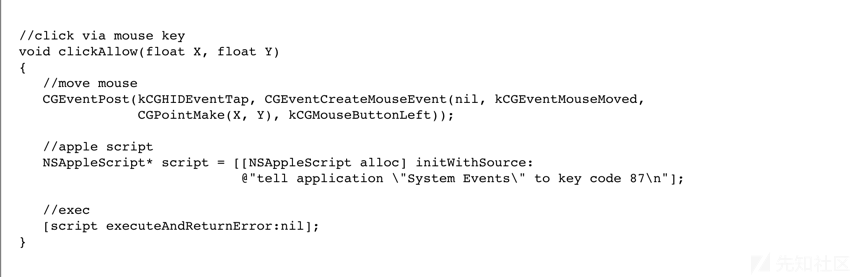 //click via mouse key
void clickAllow(float X, float Y)
{
//move mouse
CGEventPost(kCGHIDEventTap, CGEventCreateMouseEvent(nil, kCGEventMouseMoved,
CGPointMake(X, Y), kCGMouseButtonLeft));
//apple script
NSAppleScript* script = [[NSAppleScript alloc] initWithSource:
@"tell application \"System Events\" to key code 87\n"];
//exec
[script executeAndReturnError:nil];
}
先知社区